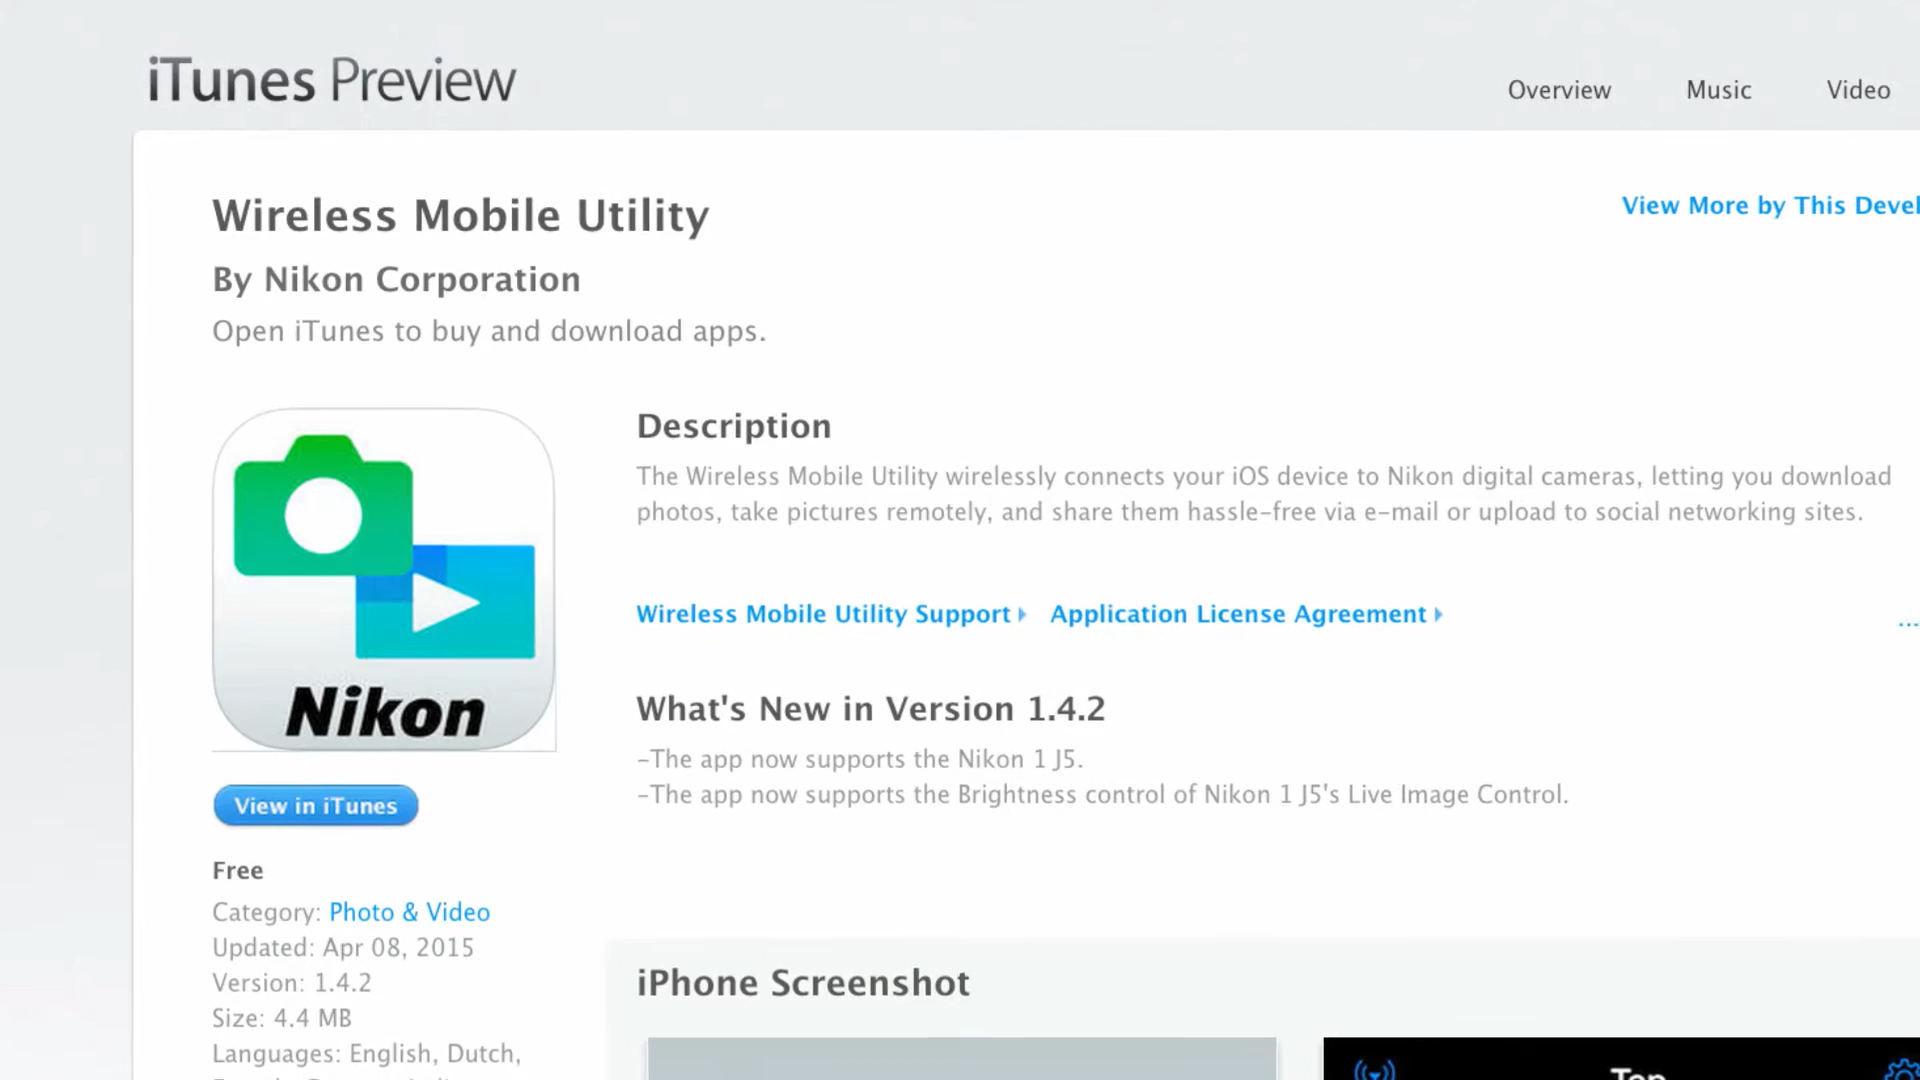 iTunes Preview
Overview Music Video
Wireless Mobile Utility
View More by This
By Nikon Corporation
Open iTunes to buy and download apps.
Nikon
View in iTunes
Free
Category: Photo & Video
Updated: Apr 08, 2015
Version: 1.4.2
Size: 4.4 MB
Languages: English, Dutch,
Description
The Wireless Mobile Utility wirelessly connects your iOS device to Nikon digital cameras, letting you download
photos, take pictures remotely, and share them hassle-free via e-mail or upload to social networking sites.
Wireless Mobile Utility Support Application License Agreement ...
What's New in Version 1.4.2
-The app now supports the Nikon 1 J5.
-The app now supports the Brightness control of Nikon 1 J5's Live Image Control.
iPhone Screenshot